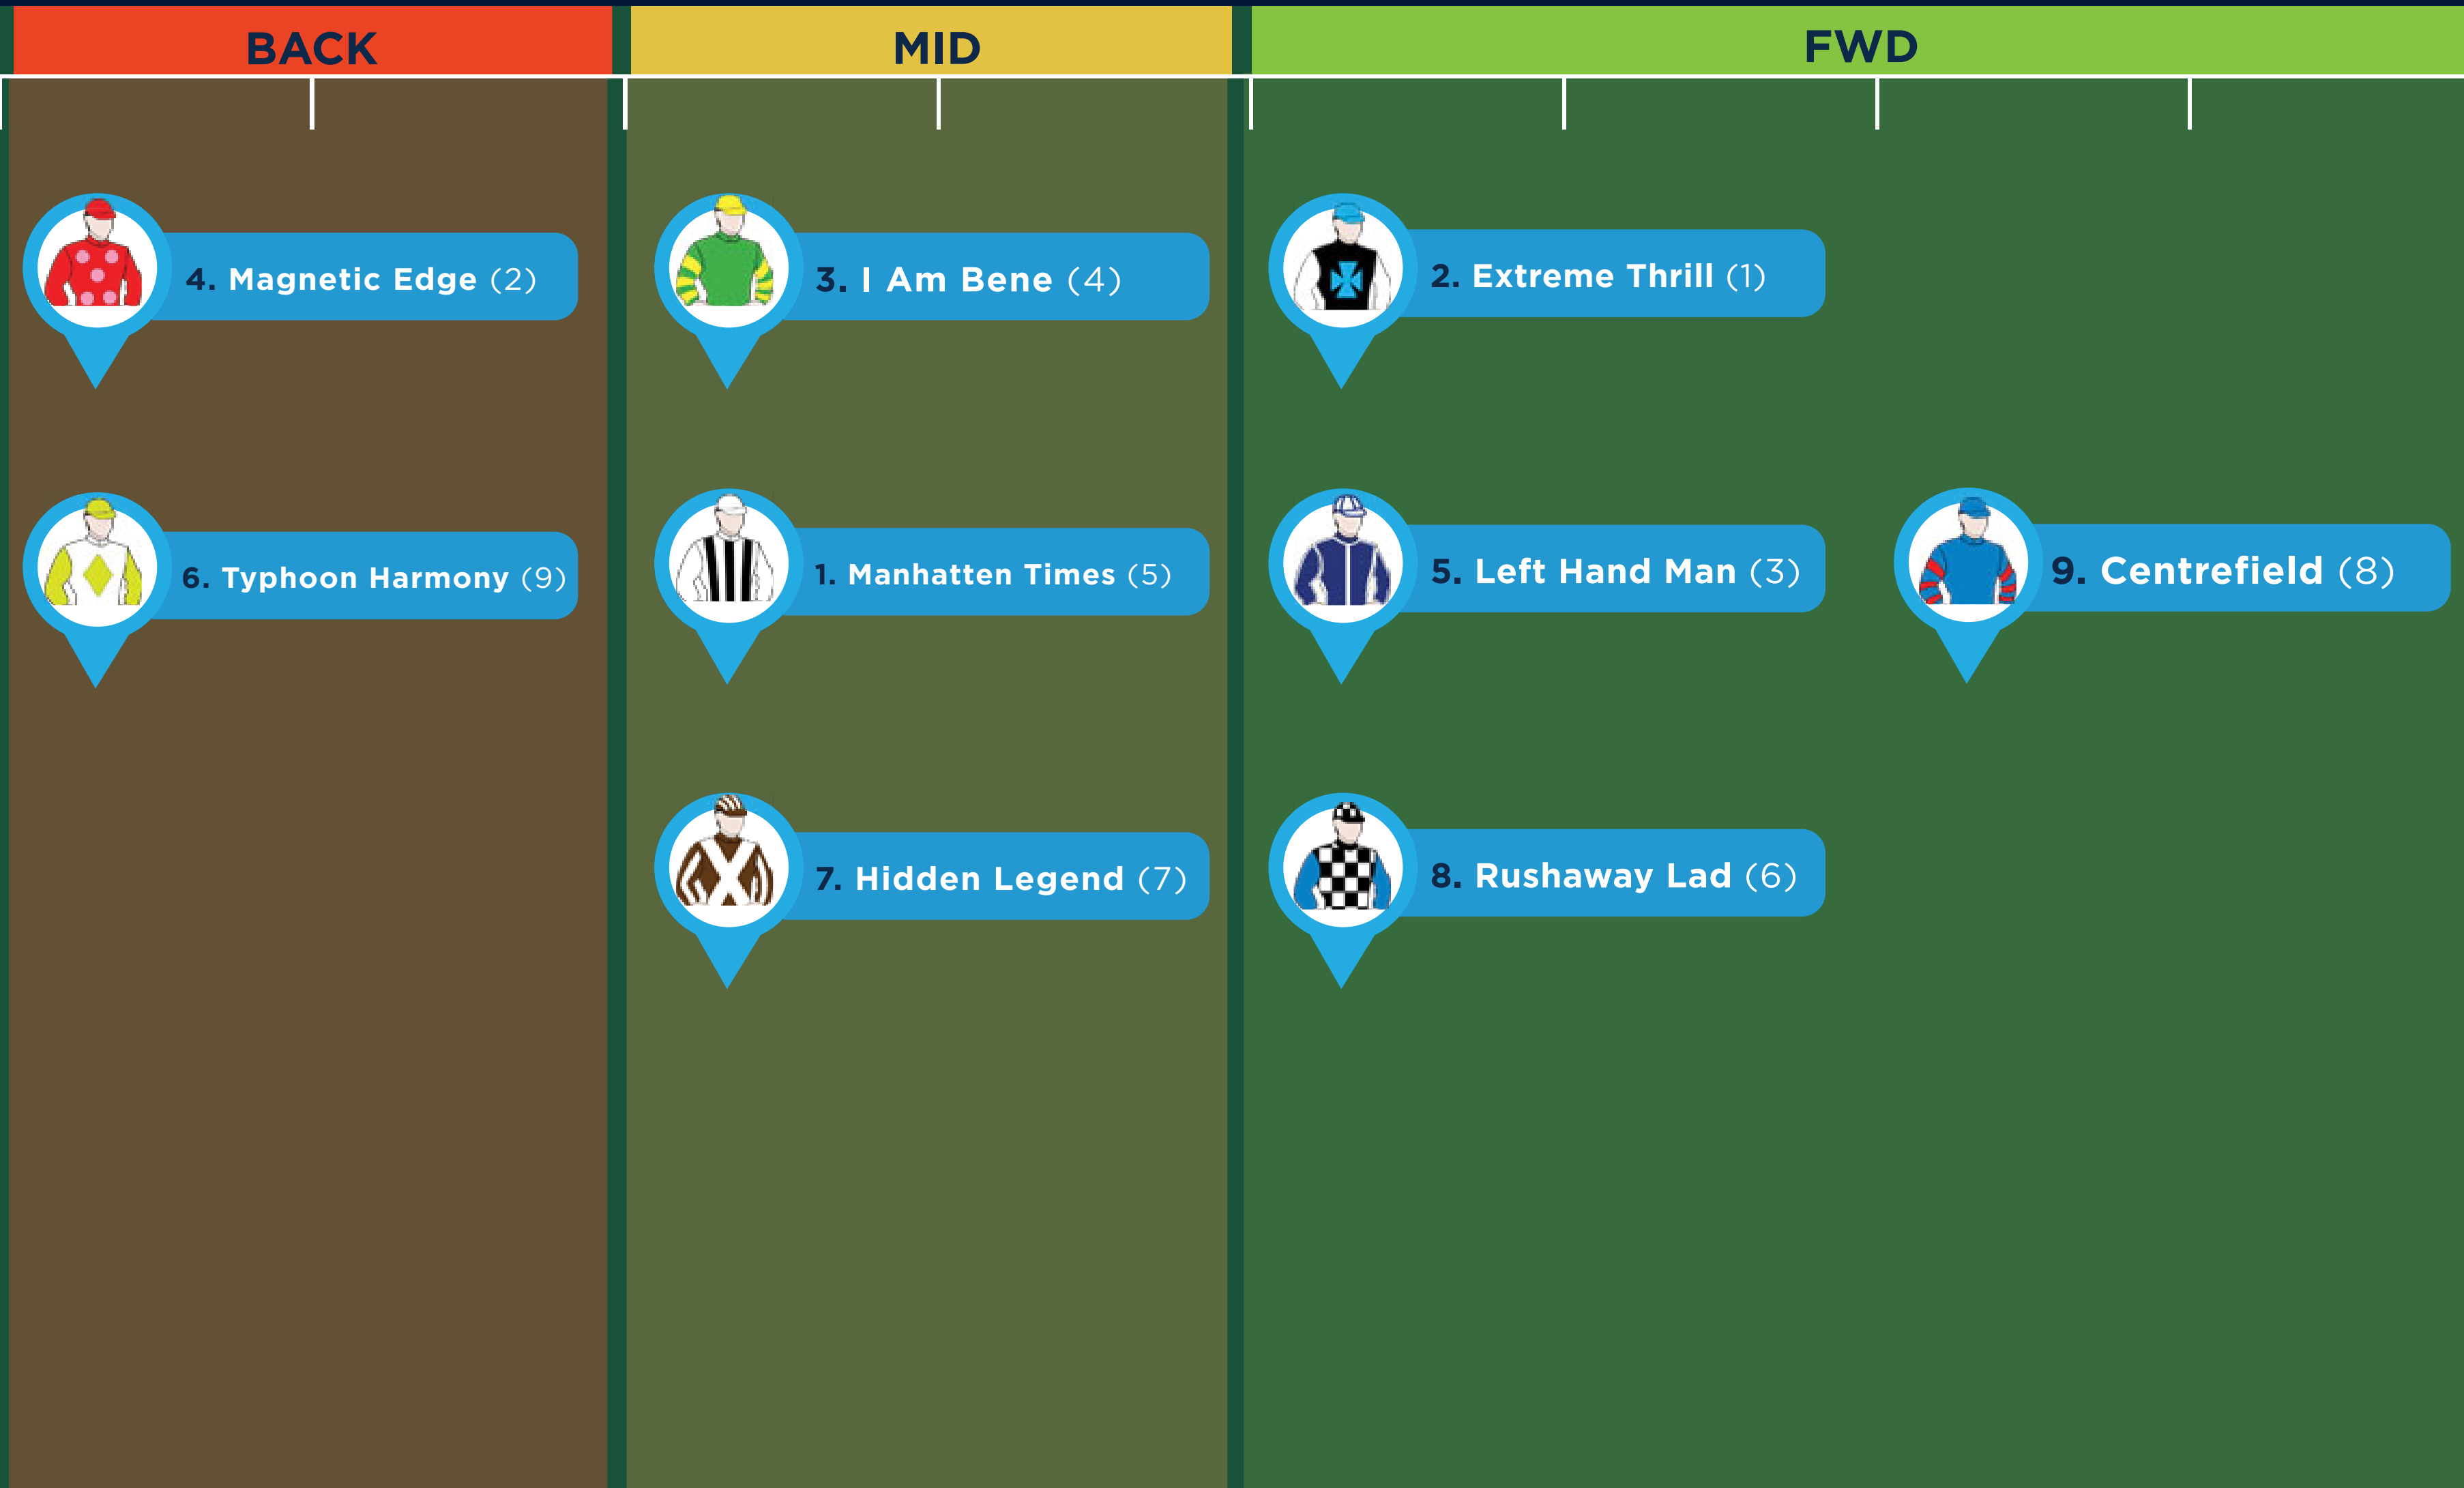 BACK
MID
FWD
4. Magnetic Edge (2)
3. I Am Bene (4)
2. Extreme Thrill (1)
6. Typhoon Harmony (9)
1. Manhatten Times (5)
5. Left Hand Man (3)
9. Centrefield (8)
7. Hidden Legend (7)
8. Rushaway Lad (6)